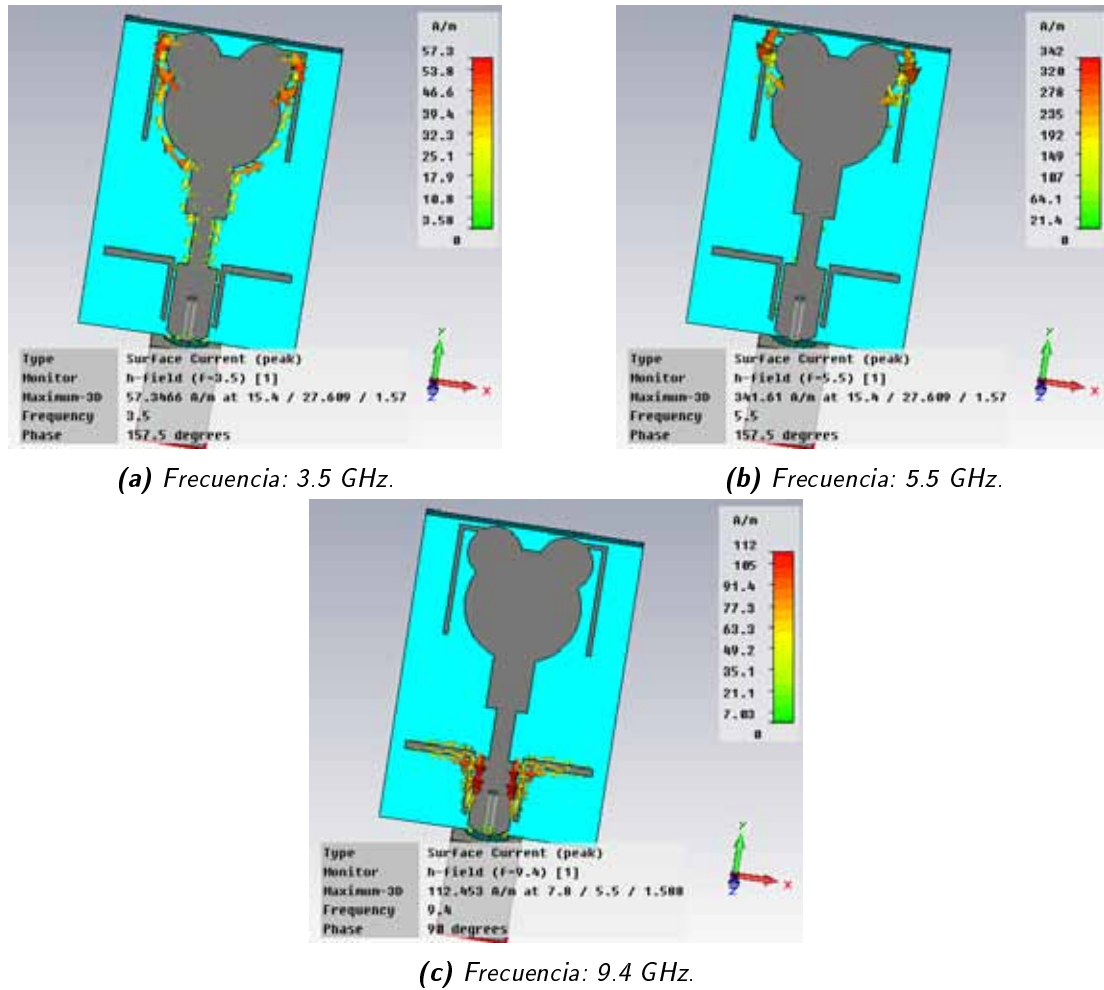 A/m
57.3
53.8
46.6
39.4
32.3
25.1
17.9
10.8
3.58
0
Type Surface Current (peak)
Monitor h-field (f=3.5) [1]
Maximum-3D 57.3466 A/m at 15.4 / 27.609 / 1.57
Frequency 3.5
Phase 157.5 degrees
y
x
z
(a) Frecuencia: 3.5 GHz.
A/m
342
320
278
235
192
149
107
64.1
21.4
0
Type Surface Current (peak)
Monitor h-field (f=5.5) [1]
Maximum-3D 341.61 A/m at 15.4 / 27.609 / 1.57
Frequency 5.5
Phase 157.5 degrees
y
x
z
(b) Frecuencia: 5.5 GHz.
A/m
112
105
91.4
77.3
63.3
49.2
35.1
21.1
7.03
0
Type Surface Current (peak)
Monitor h-field (f=9.4) [1]
Maximum-3D 112.453 A/m at 7.8 / 5.5 / 1.588
Frequency 9.4
Phase 90 degrees
y
x
z
(c) Frecuencia: 9.4 GHz.